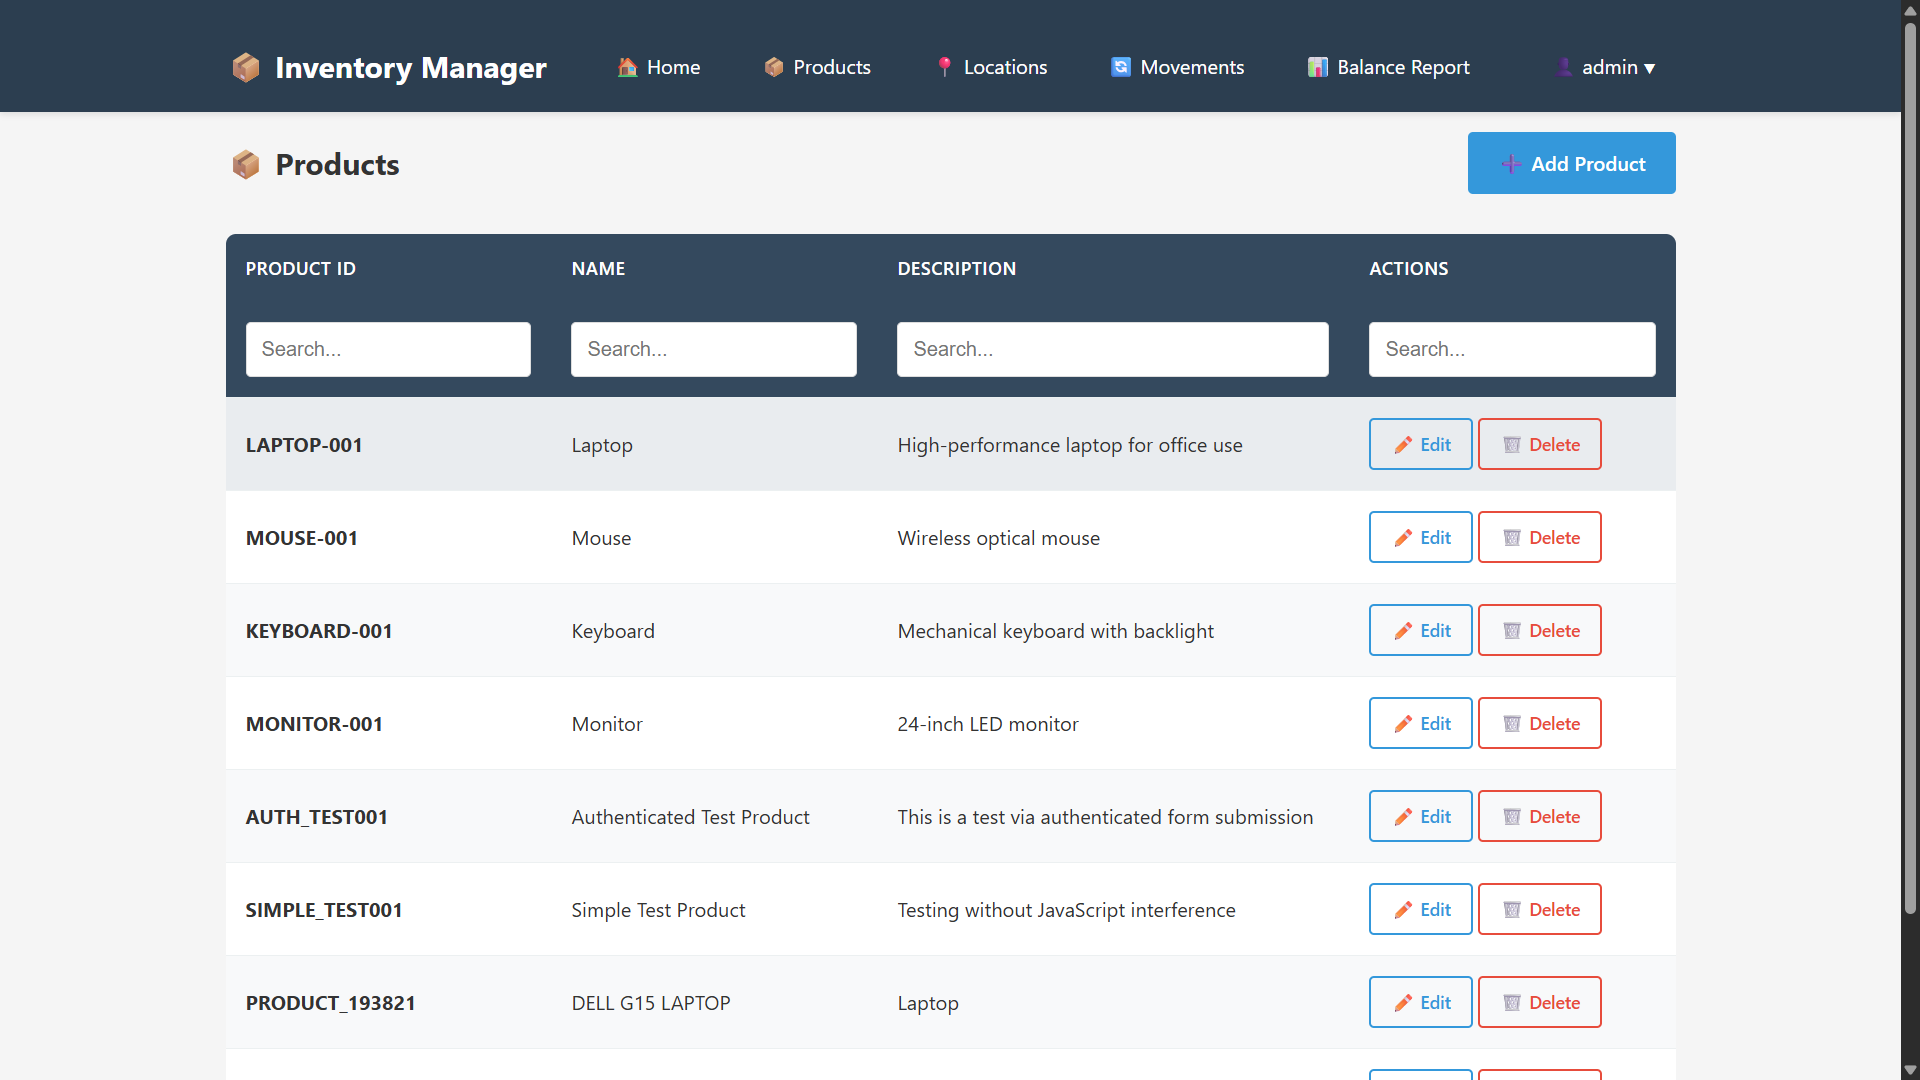 Inventory Manager Home Products Locations Movements Balance Report admin ▾
Products
Add Product
PRODUCT ID NAME DESCRIPTION ACTIONS
Search... Search... Search... Search...
LAPTOP-001 Laptop High-performance laptop for office use Edit Delete
MOUSE-001 Mouse Wireless optical mouse Edit Delete
KEYBOARD-001 Keyboard Mechanical keyboard with backlight Edit Delete
MONITOR-001 Monitor 24-inch LED monitor Edit Delete
AUTH_TEST001 Authenticated Test Product This is a test via authenticated form submission Edit Delete
SIMPLE_TEST001 Simple Test Product Testing without JavaScript interference Edit Delete
PRODUCT_193821 DELL G15 LAPTOP Laptop Edit Delete